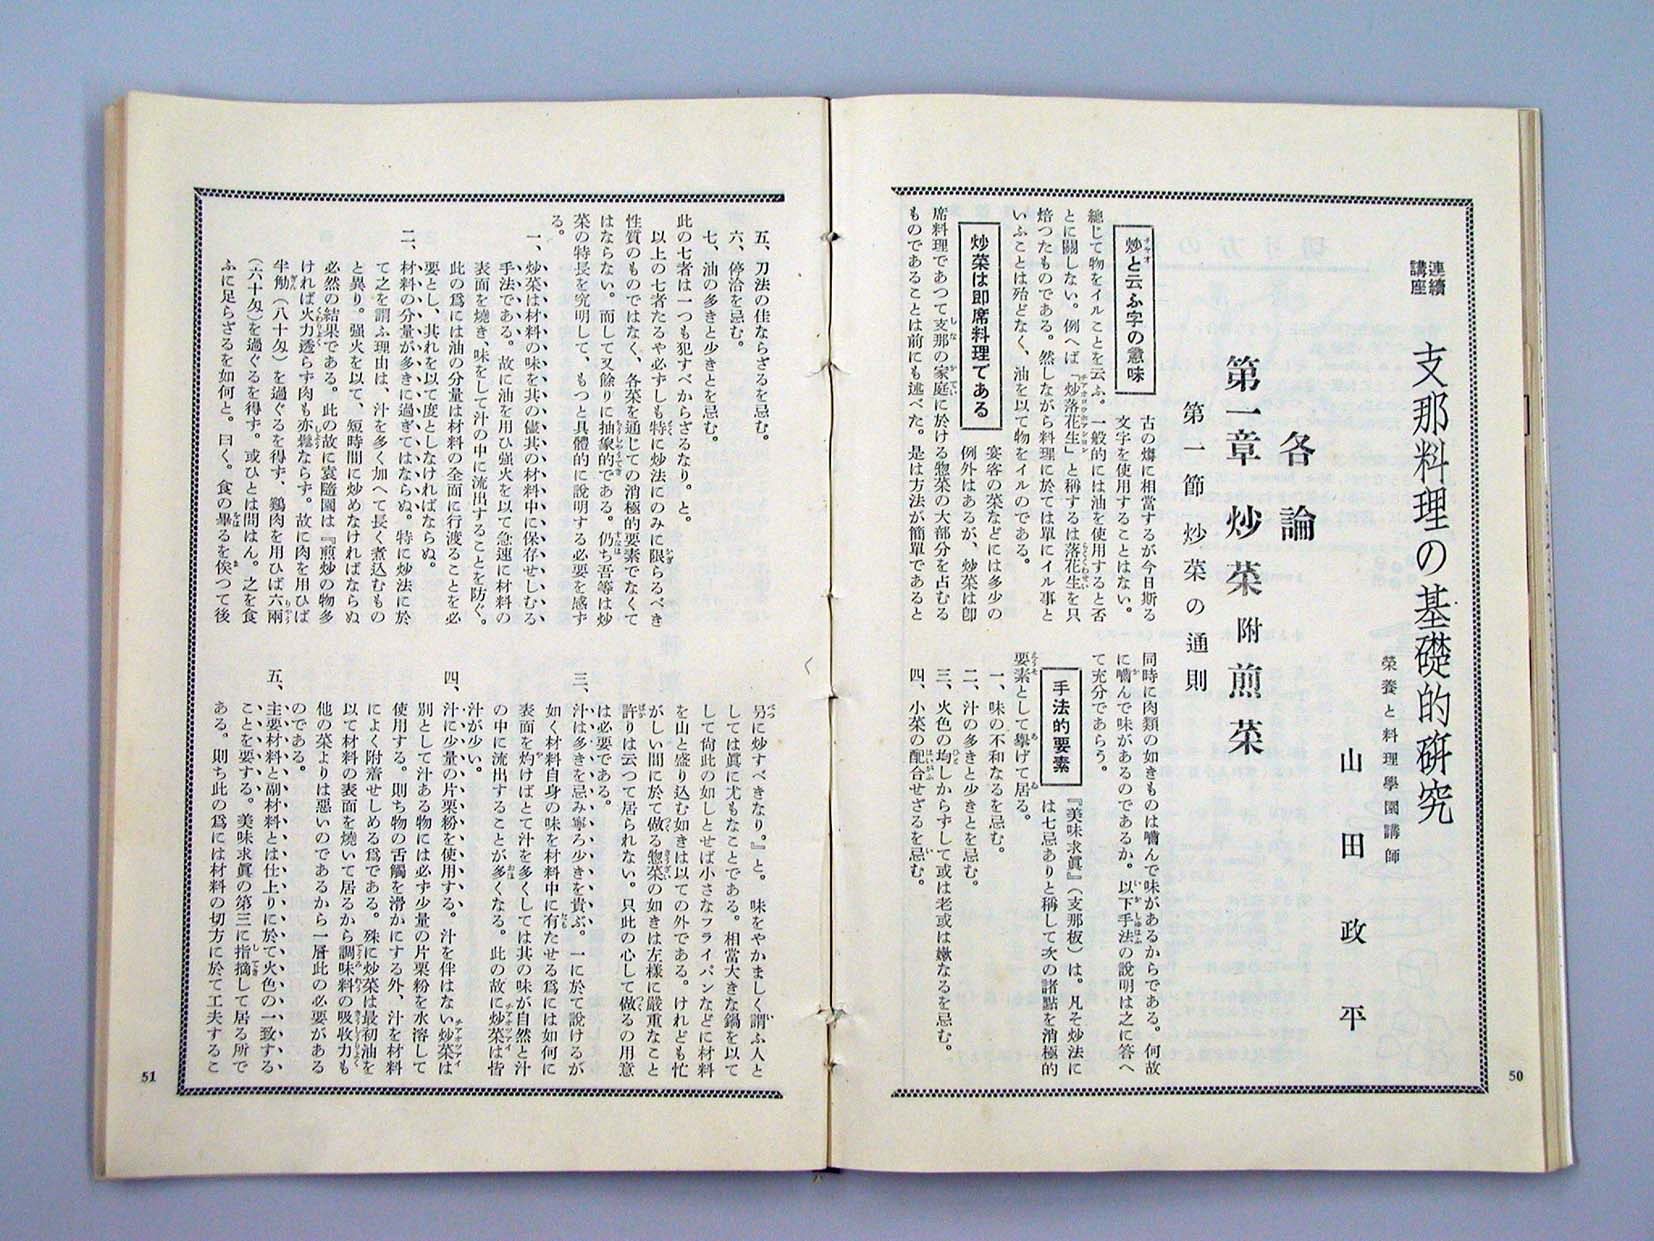 連續
講座
支那料理の基礎的硏究
榮養と料理學園講師
山田政平
各論
第一章 炒菜 附 煎菜
第一節 炒菜の通則
炒と云ふ字の意味
古の㷅に相當するが今日斯る
文字を使用することはない。
總じて物をイルことを云ふ。一般的には油を使用すると否
とに關しない。例へば「炒落花生」と稱するは落花生を只
焙つたものである。然しながら料理に於ては單にイル事と
いふことは殆どなく、油を以て物をイルのである。
炒菜は即席料理である
宴客の菜などには多少の
例外はあるが、炒菜は卽
席料理であつて支那の家庭に於ける惣菜の大部分を占むる
ものであることは前にも述べた。是は方法が簡單であると
同時に肉類の如きものは嚙んで味があるからである。何故
に嚙んで味があるのであるか。以下手法の說明は之に答へ
て充分であらう。
手法的要素
『美味求眞』（支那板）は。凡そ炒法に
は七忌ありと稱して次の諸點を消極的
要素として擧げて居る。
一、味の不和なるを忌む。
二、汁の多きと少きとを忌む。
三、火色の均しからずして或は老或は嫩なるを忌む。
四、小菜の配合せざるを忌む。
50
五、刀法の佳ならざるを忌む。
六、停洽を忌む。
七、油の多きと少きとを忌む。
此の七者は一つも犯すべからざるなり。と。
以上の七者たるや必ずしも特に炒法にのみに限らるべき
性質のものではなく、各菜を通じての消極的要素でなくて
はならない。而して又餘りに抽象的である。仍ち吾等は炒
菜の特長を究明して、もつと具體的に說明する必要を感ず
る。
一、炒菜は材料の味を其の儘其の材料中に保存せしむる
手法である。故に油を用ひ強火を以て急速に材料の
表面を燒き、味をして汁の中に流出することを防ぐ。
此の爲には油の分量は材料の全面に行渡ることを必
要とし、其れを以て度としなければならぬ。
二、材料の分量が多きに過ぎてはならぬ。特に炒法に於
て之を謂ふ理由は、汁を多く加へて長く煮込むもの
と異り。強火を以て、短時間に炒めなければならぬ
必然の結果である。此の故に袁隨園は『煎炒の物多
ければ火力透らず肉も亦鬆ならず。故に肉を用ひば
半觔（八十匁）を過ぐるを得ず、鷄肉を用ひば六兩
（六十匁）を過ぐるを得ず。或ひとは問はん。之を食
ふに足らざるを如何と。曰く。食の畢るを俟つて後
另に炒すべきなり。』と。味をやかましく謂ふ人と
しては眞に尤もなことである。相當大きな鍋を以て
して尙此の如しとせば小さなフライパンなどに材料
を山と盛り込む如きは以ての外である。けれども忙
がしい間に於て做る惣菜の如きは左樣に嚴重なこと
許りは云つて居られない。只此の心して做るの用意
は必要である。
三、汁は多きを忌み寧ろ少きを貴ぶ。一に於て說けるが
如く材料自身の味を材料中に有たせる爲には如何に
表面を灼けばとて汁を多くしては其の味が自然と汁
の中に流出することが多くなる。此の故に炒菜は皆
汁が少い。
四、汁に少量の片栗粉を使用する。汁を伴はない炒菜は
別として汁ある物には必ず少量の片栗粉を水溶して
使用する。則ち物の舌觸を滑かにする外、汁を材料
によく附着せしめる爲である。殊に炒菜は最初油を
以て材料の表面を燒いて居るから調味料の吸收力も
他の菜よりは惡いのであるから一層此の必要がある
のである。
五、主要材料と副材料とは仕上りに於て火色の一致する
ことを要する。美味求眞の第三に指摘して居る所で
ある。則ち此の爲には材料の切方に於て工夫するこ
51